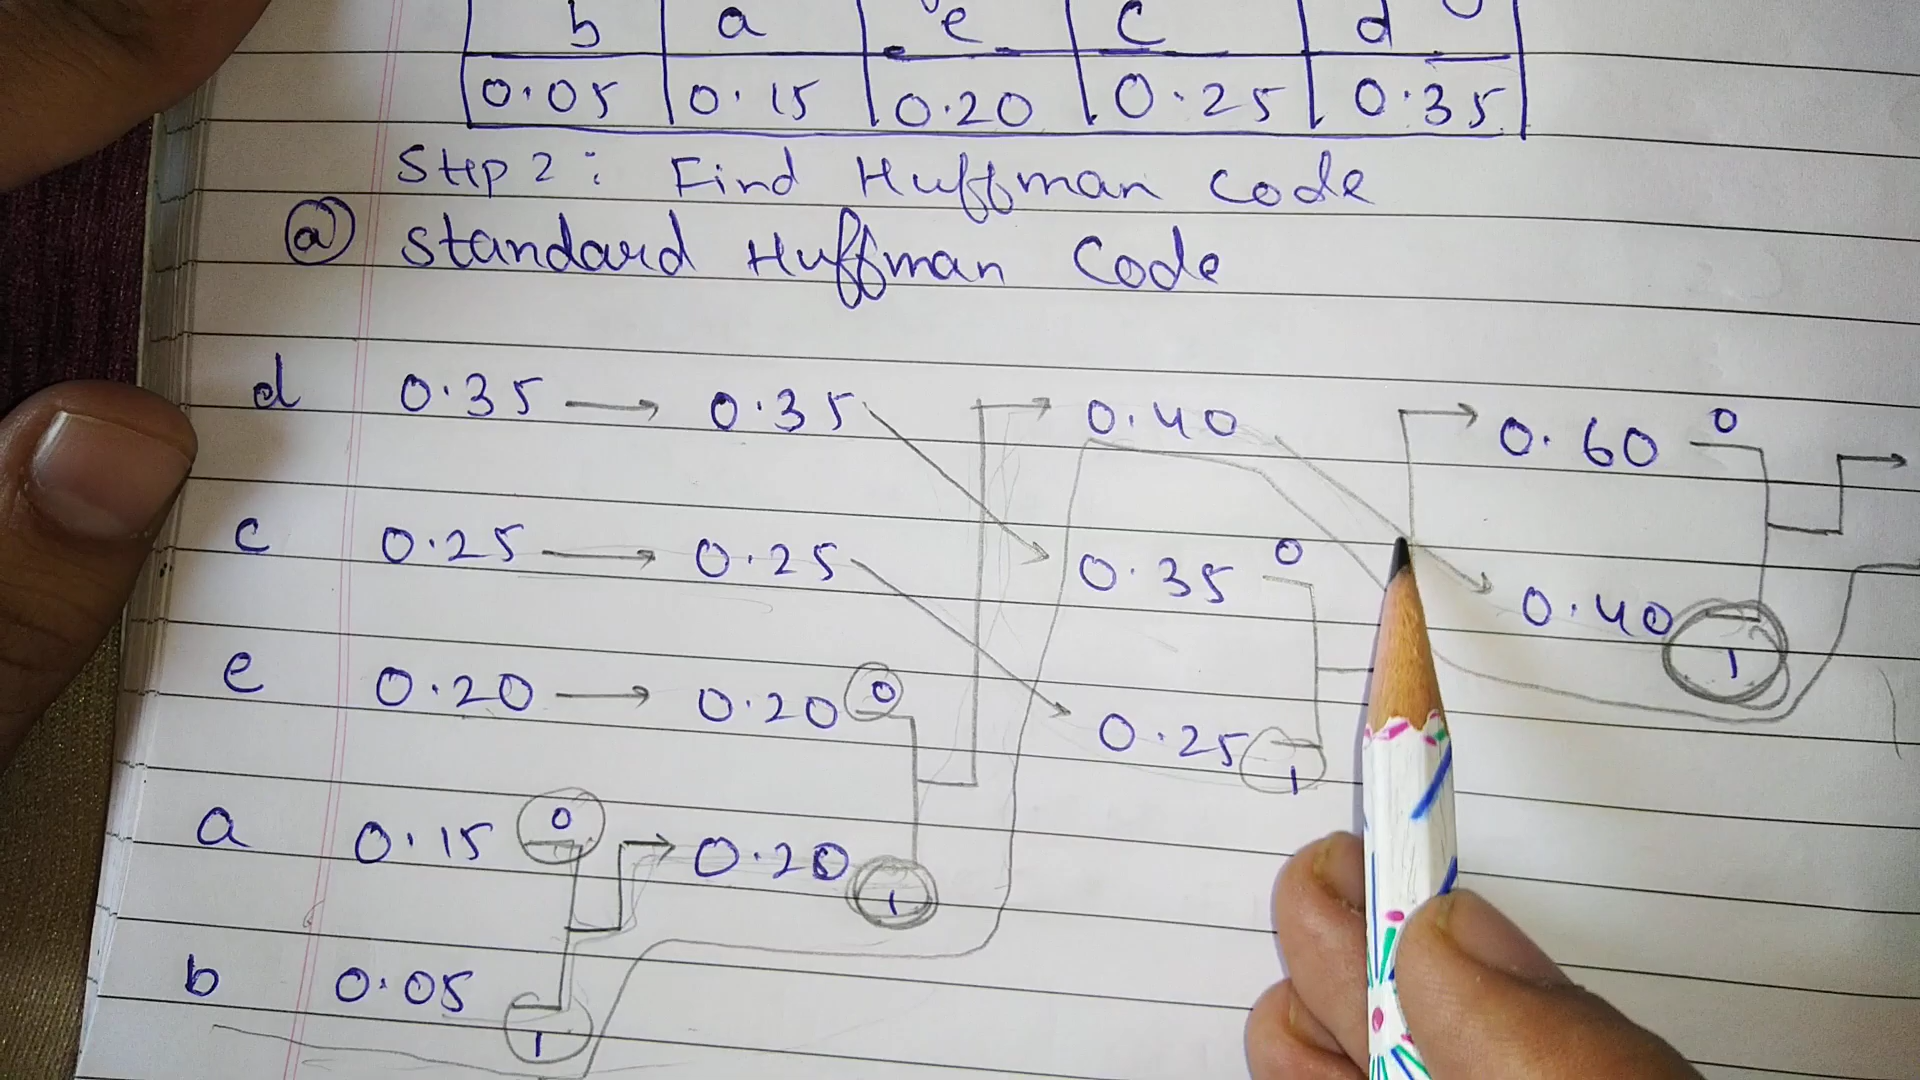 b a e c d
0.05 0.15 0.20 0.25 0.35
Step 2: Find Huffman Code
(a) Standard Huffman Code
d 0.35 → 0.35 0.40 0.60 0
c 0.25 → 0.25 0.35 0 0.40 1
e 0.20 → 0.20 0 0.25 1
a 0.15 0 0.20 1
b 0.05 1